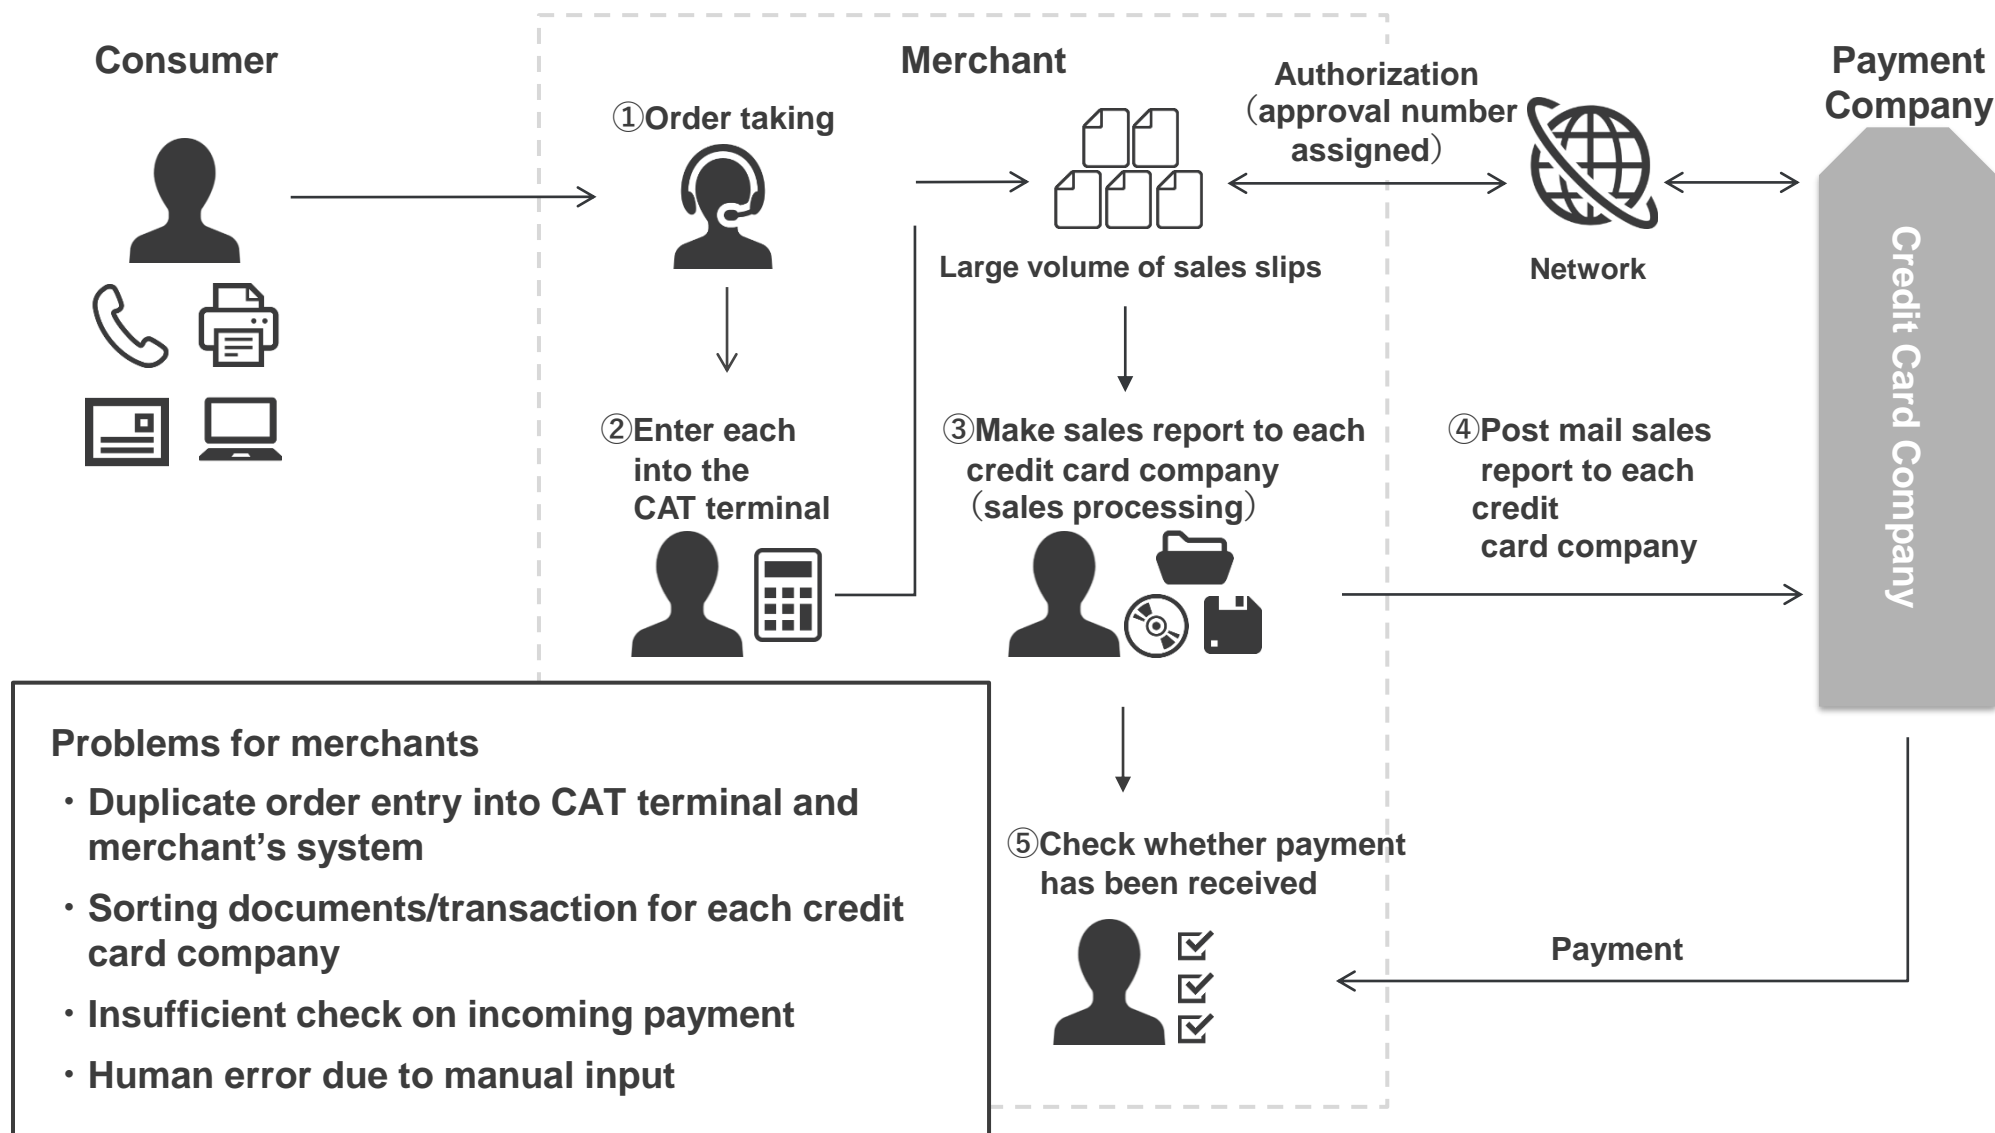 Consumer
Merchant
Payment
Company
①Order taking
Authorization
（approval number
assigned）
Large volume of sales slips
Network
Credit Card Company
②Enter each
into the
CAT terminal
③Make sales report to each
credit card company
（sales processing）
④Post mail sales
report to each
credit
card company
⑤Check whether payment
has been received
Payment
Problems for merchants
・Duplicate order entry into CAT terminal and
merchant’s system
・Sorting documents/transaction for each credit
card company
・Insufficient check on incoming payment
・Human error due to manual input